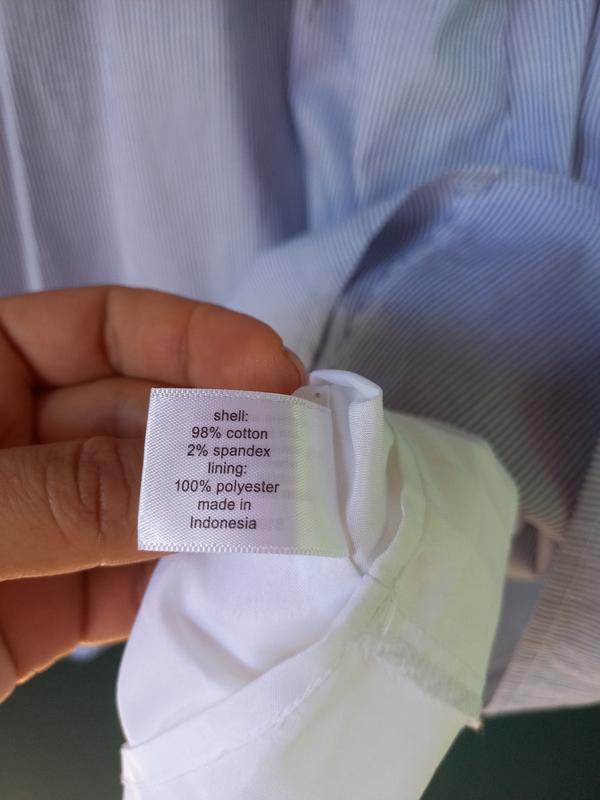 shell:
98% cotton
2% spandex
lining:
100% polyester
made in
Indonesia